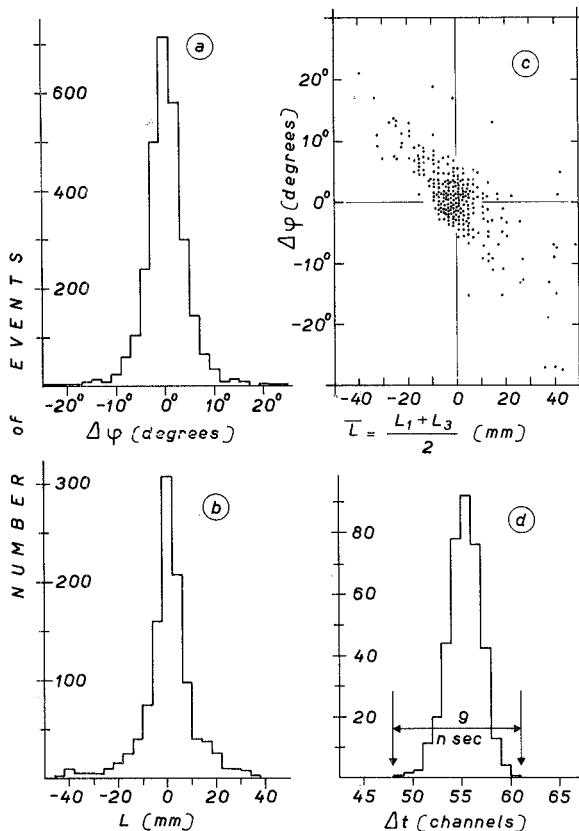 NUMBER of EVENTS
a
600
400
200
-20° -10° 0° 10° 20°
Δφ (degrees)
c
20°
10°
0°
-10°
-20°
Δφ (degrees)
-40 -20 0 20 40
L̅ = L₁ + L₃ / 2 (mm)
b
300
200
100
-40 -20 0 20 40
L (mm)
d
80
60
40
20
9
n sec
50 55 60 65
Δt (channels)